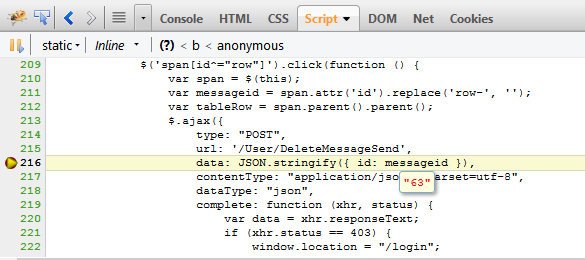 Console HTML CSS Script DOM Net Cookies
static Inline (?) < b < anonymous
209 $('span[id^="row"]').click(function () {
210 var span = $(this);
211 var messageid = span.attr('id').replace('row-', '');
212 var tableRow = span.parent().parent();
213 $.ajax({
214 type: "POST",
215 url: '/User/DeleteMessageSend',
216 data: JSON.stringify({ id: messageid }),
217 contentType: "application/jso arset=utf-8",
"63"
218 dataType: "json",
219 complete: function (xhr, status) {
220 var data = xhr.responseText;
221 if (xhr.status == 403) {
222 window.location = "/login";